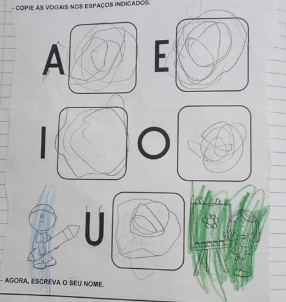 - COPIE AS VOGAIS NOS ESPAÇOS INDICADOS.
A E
I O
U
- AGORA, ESCREVA O SEU NOME.